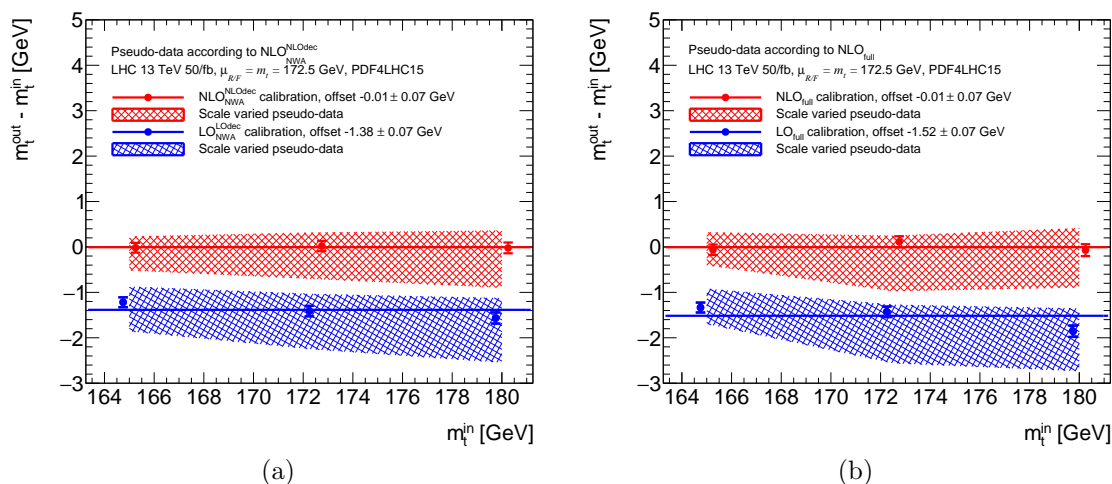 m_t^out - m_t^in [GeV]
5
4
3
2
1
0
−1
−2
−3
Pseudo-data according to NLO_NWA^NLOdec
LHC 13 TeV 50/fb, μ_R/F = m_t = 172.5 GeV, PDF4LHC15
NLO_NWA^NLOdec calibration, offset -0.01 ± 0.07 GeV
Scale varied pseudo-data
LO_NWA^LOdec calibration, offset -1.38 ± 0.07 GeV
Scale varied pseudo-data
164 166 168 170 172 174 176 178 180
m_t^in [GeV]
(a)
m_t^out - m_t^in [GeV]
5
4
3
2
1
0
−1
−2
−3
Pseudo-data according to NLO_full
LHC 13 TeV 50/fb, μ_R/F = m_t = 172.5 GeV, PDF4LHC15
NLO_full calibration, offset -0.01 ± 0.07 GeV
Scale varied pseudo-data
LO_full calibration, offset -1.52 ± 0.07 GeV
Scale varied pseudo-data
164 166 168 170 172 174 176 178 180
m_t^in [GeV]
(b)